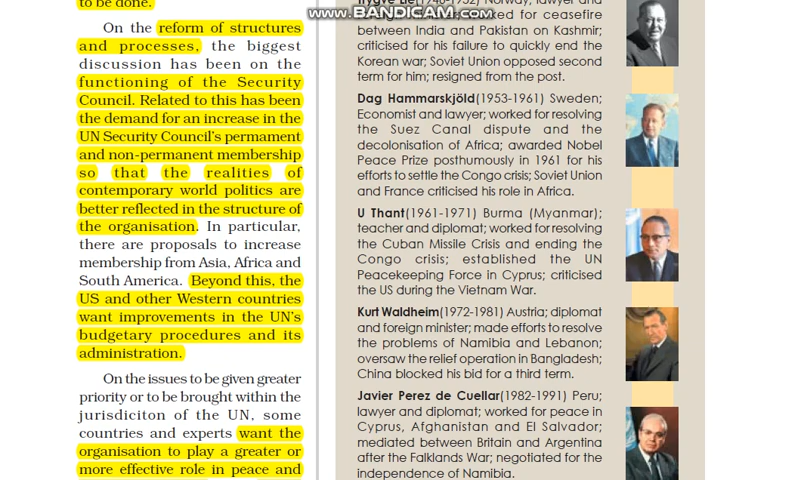 to be done.
On the reform of structures
and processes, the biggest
discussion has been on the
functioning of the Security
Council. Related to this has been
the demand for an increase in the
UN Security Council's permament
and non-permanent membership
so that the realities of
contemporary world politics are
better reflected in the structure of
the organisation. In particular,
there are proposals to increase
membership from Asia, Africa and
South America. Beyond this, the
US and other Western countries
want improvements in the UN's
budgetary procedures and its
administration.
On the issues to be given greater
priority or to be brought within the
jurisdiciton of the UN, some
countries and experts want the
organisation to play a greater or
more effective role in peace and
www.BANDICAM.com
Trygve Lie(1946-1952) Norway; lawyer and
for ceasefire
between India and Pakistan on Kashmir;
criticised for his failure to quickly end the
Korean war; Soviet Union opposed second
term for him; resigned from the post.
Dag Hammarskjöld(1953-1961) Sweden;
Economist and lawyer; worked for resolving
the Suez Canal dispute and the
decolonisation of Africa; awarded Nobel
Peace Prize posthumously in 1961 for his
efforts to settle the Congo crisis; Soviet Union
and France criticised his role in Africa.
U Thant(1961-1971) Burma (Myanmar);
teacher and diplomat; worked for resolving
the Cuban Missile Crisis and ending the
Congo crisis; established the UN
Peacekeeping Force in Cyprus; criticised
the US during the Vietnam War.
Kurt Waldheim(1972-1981) Austria; diplomat
and foreign minister; made efforts to resolve
the problems of Namibia and Lebanon;
oversaw the relief operation in Bangladesh;
China blocked his bid for a third term.
Javier Perez de Cuellar(1982-1991) Peru;
lawyer and diplomat; worked for peace in
Cyprus, Afghanistan and El Salvador;
mediated between Britain and Argentina
after the Falklands War; negotiated for the
independence of Namibia.